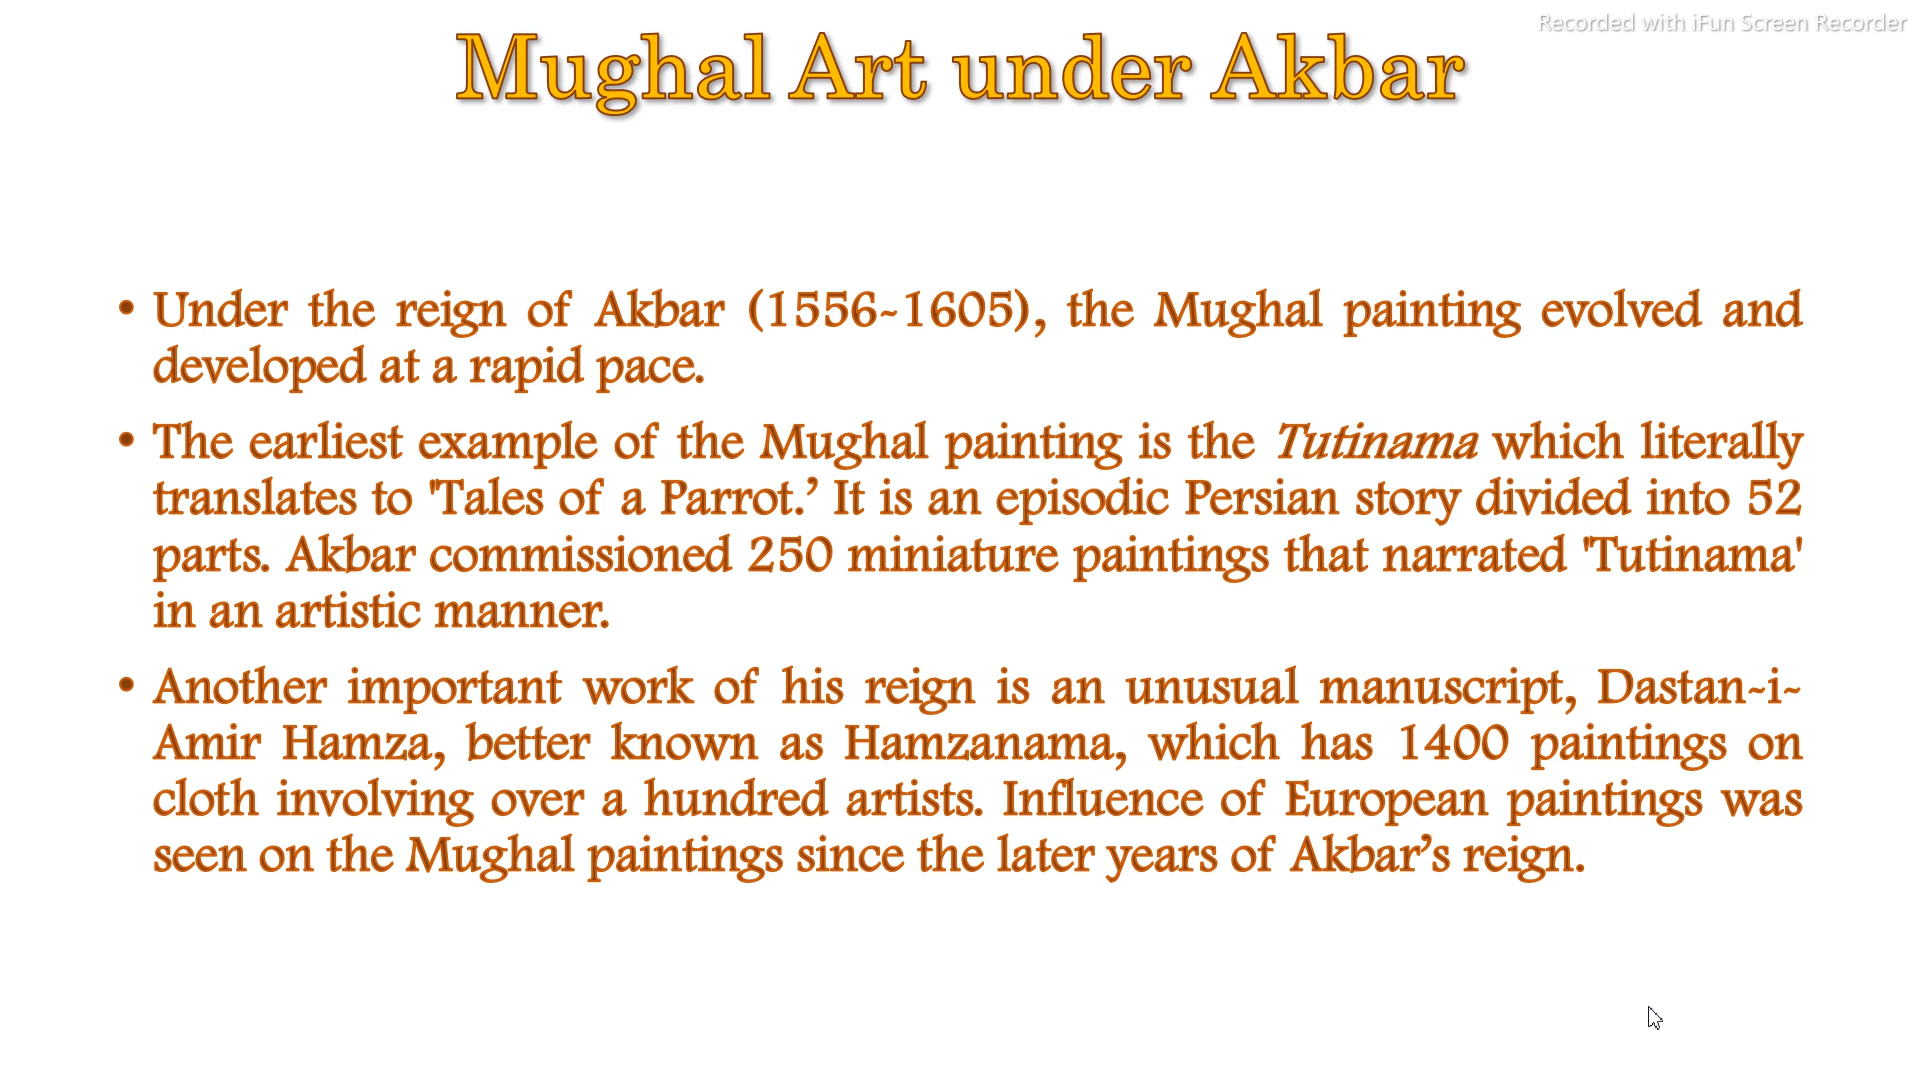 Recorded with iFun Screen Recorder
Mughal Art under Akbar
• Under the reign of Akbar (1556-1605), the Mughal painting evolved and
developed at a rapid pace.
• The earliest example of the Mughal painting is the Tutinama which literally
translates to 'Tales of a Parrot.’ It is an episodic Persian story divided into 52
parts. Akbar commissioned 250 miniature paintings that narrated 'Tutinama'
in an artistic manner.
• Another important work of his reign is an unusual manuscript, Dastan-i-
Amir Hamza, better known as Hamzanama, which has 1400 paintings on
cloth involving over a hundred artists. Influence of European paintings was
seen on the Mughal paintings since the later years of Akbar’s reign.